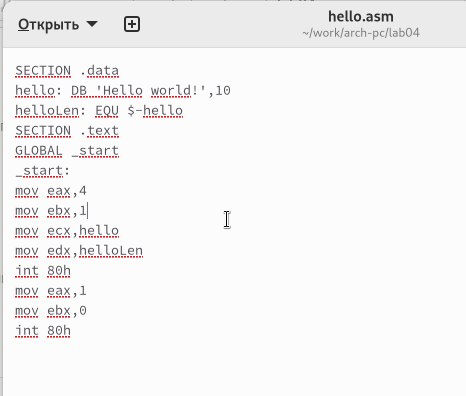 Открыть
hello.asm
~/work/arch-pc/lab04
SECTION .data
hello: DB 'Hello world!',10
helloLen: EQU $-hello
SECTION .text
GLOBAL _start
_start:
mov eax,4
mov ebx,1
mov ecx,hello
mov edx,helloLen
int 80h
mov eax,1
mov ebx,0
int 80h